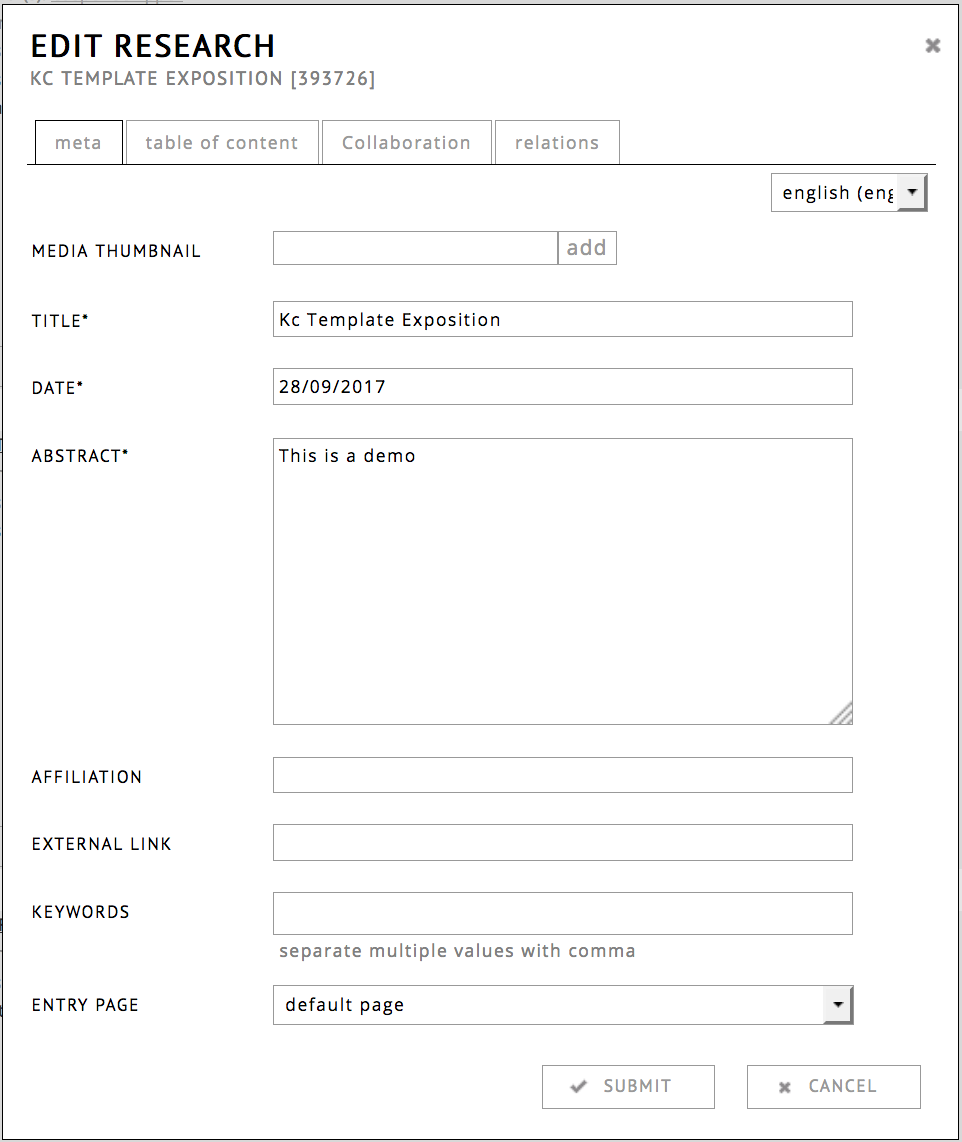 EDIT RESEARCH
KC TEMPLATE EXPOSITION [393726]
meta table of content Collaboration relations
english (eng
MEDIA THUMBNAIL add
TITLE* Kc Template Exposition
DATE* 28/09/2017
ABSTRACT* This is a demo
AFFILIATION
EXTERNAL LINK
KEYWORDS
separate multiple values with comma
ENTRY PAGE default page
SUBMIT CANCEL